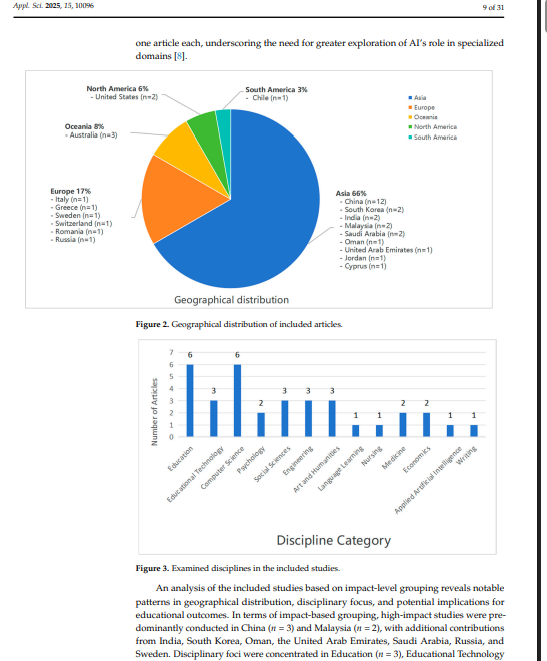 Appl. Sci. 2025, 15, 10096
9 of 31
one article each, underscoring the need for greater exploration of AI's role in specialized
domains [8].
North America 6%
- United States (n=2)
South America 3%
- Chile (n=1)
Asia
Europe
Oceania
North America
South America
Oceania 8%
- Australia (n=3)
Europe 17%
- Italy (n=1)
- Greece (n=1)
- Sweden (n=1)
- Switzerland (n=1)
- Romania (n=1)
- Russia (n=1)
Asia 66%
- China (n=12)
- South Korea (n=2)
- India (n=2)
- Malaysia (n=2)
- Saudi Arabia (n=2)
- Oman (n=1)
- United Arab Emirates (n=1)
- Jordan (n=1)
- Cyprus (n=1)
Geographical distribution
Figure 2. Geographical distribution of included articles.
Number of Articles
7
6
5
4
3
2
1
0
6
3
6
2
3
3
3
1
1
2
2
1
1
Education
Educational Technology
Computer Science
Psychology
Social Sciences
Engineering
Art and Humanities
Language Learning
Nursing
Medicine
Economics
Applied Artificial Intelligence
Writing
Discipline Category
Figure 3. Examined disciplines in the included studies.
An analysis of the included studies based on impact-level grouping reveals notable
patterns in geographical distribution, disciplinary focus, and potential implications for
educational outcomes. In terms of impact-based grouping, high-impact studies were pre-
dominantly conducted in China (n = 3) and Malaysia (n = 2), with additional contributions
from India, South Korea, Oman, the United Arab Emirates, Saudi Arabia, Russia, and
Sweden. Disciplinary foci were concentrated in Education (n = 3), Educational Technology